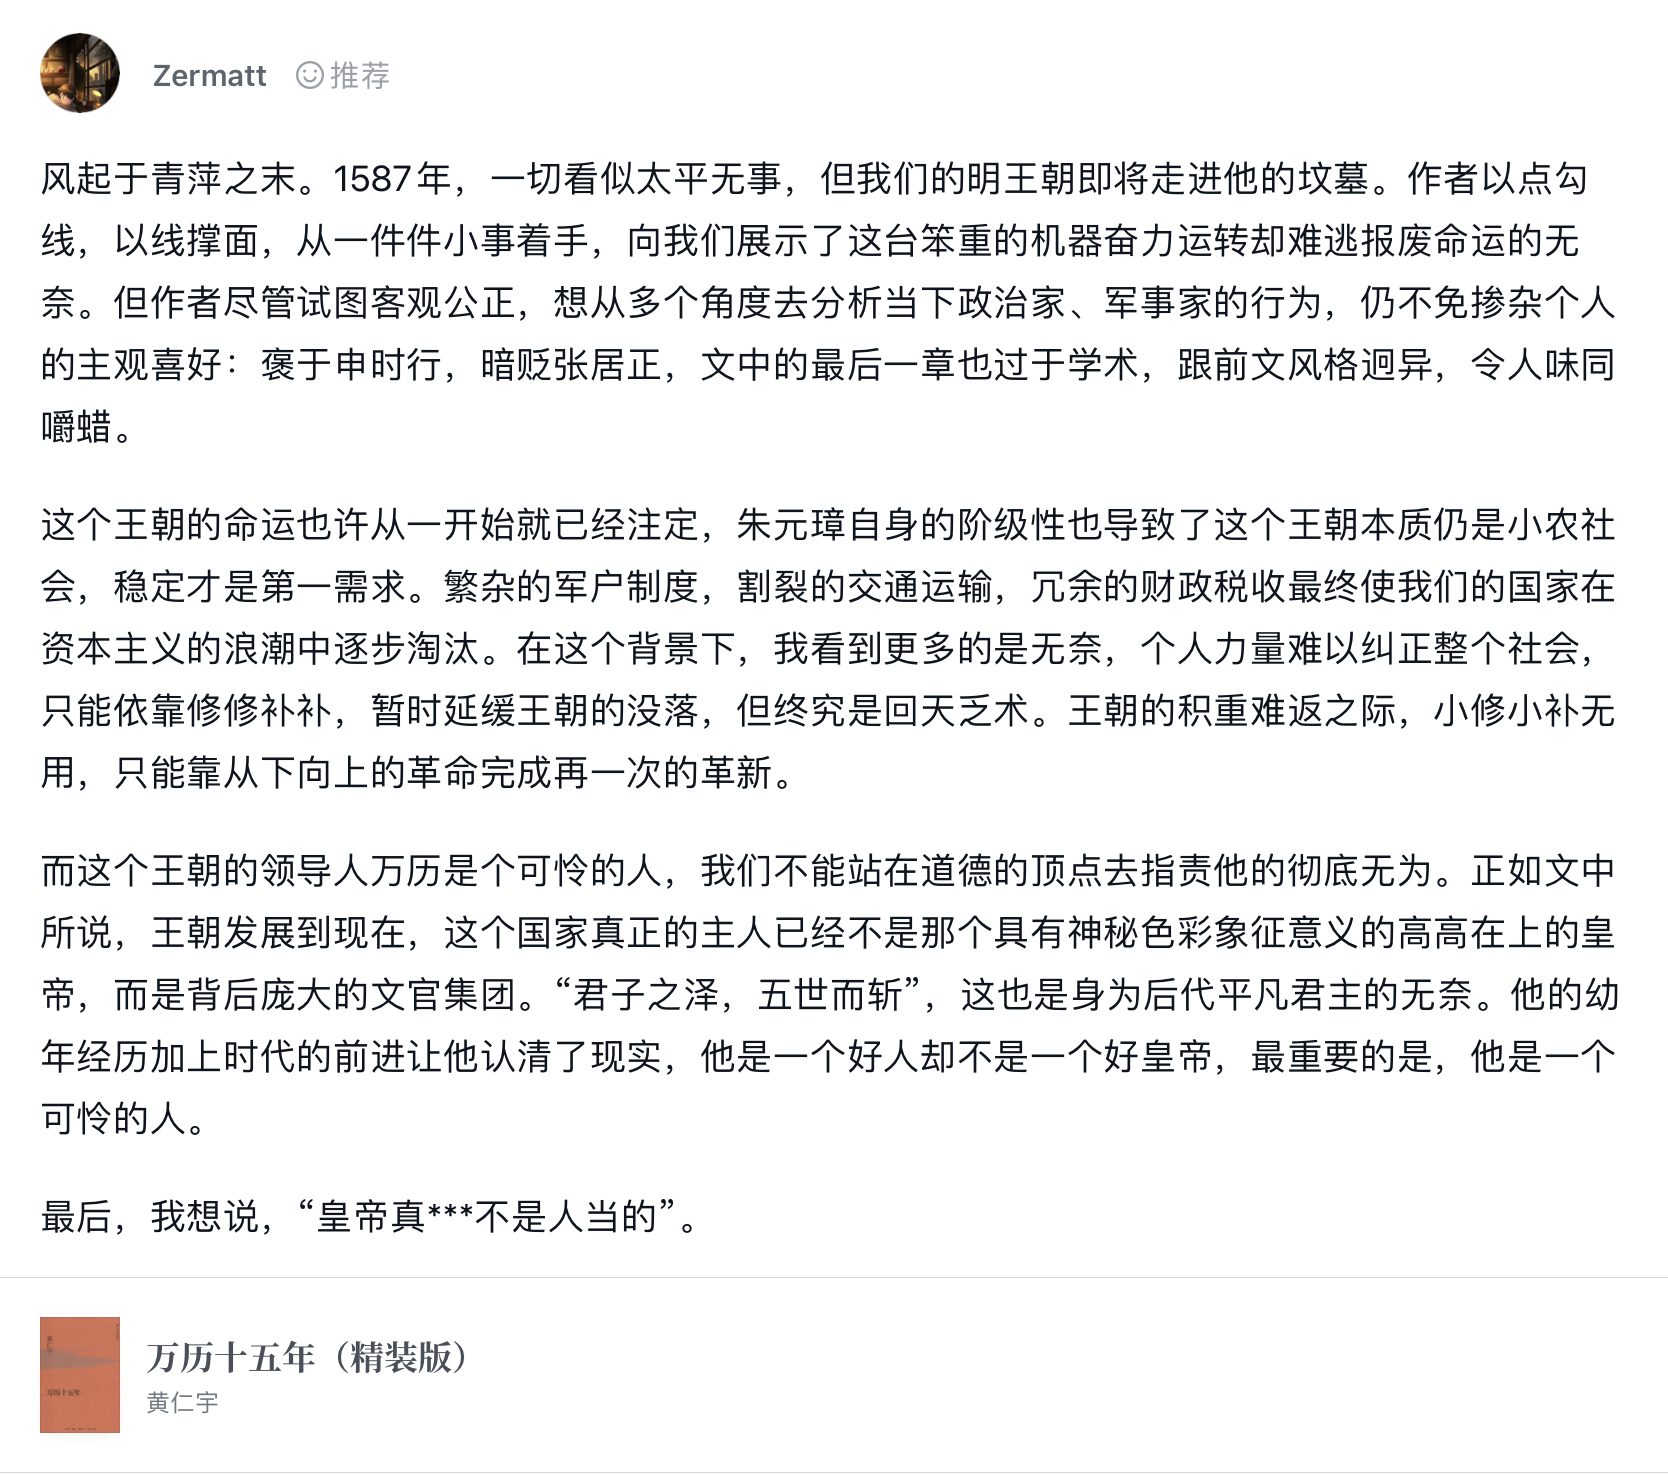 Zermatt 推荐
风起于青萍之末。1587年，一切看似太平无事，但我们的明王朝即将走进他的坟墓。作者以点勾
线，以线撑面，从一件件小事着手，向我们展示了这台笨重的机器奋力运转却难逃报废命运的无
奈。但作者尽管试图客观公正，想从多个角度去分析当下政治家、军事家的行为，仍不免掺杂个人
的主观喜好：褒于申时行，暗贬张居正，文中的最后一章也过于学术，跟前文风格迥异，令人味同
嚼蜡。
这个王朝的命运也许从一开始就已经注定，朱元璋自身的阶级性也导致了这个王朝本质仍是小农社
会，稳定才是第一需求。繁杂的军户制度，割裂的交通运输，冗余的财政税收最终使我们的国家在
资本主义的浪潮中逐步淘汰。在这个背景下，我看到更多的是无奈，个人力量难以纠正整个社会，
只能依靠修修补补，暂时延缓王朝的没落，但终究是回天乏术。王朝的积重难返之际，小修小补无
用，只能靠从下向上的革命完成再一次的革新。
而这个王朝的领导人万历是个可怜的人，我们不能站在道德的顶点去指责他的彻底无为。正如文中
所说，王朝发展到现在，这个国家真正的主人已经不是那个具有神秘色彩象征意义的高高在上的皇
帝，而是背后庞大的文官集团。“君子之泽，五世而斩”，这也是身为后代平凡君主的无奈。他的幼
年经历加上时代的前进让他认清了现实，他是一个好人却不是一个好皇帝，最重要的是，他是一个
可怜的人。
最后，我想说，“皇帝真***不是人当的”。
万历十五年（精装版）
黄仁宇
万历十五年